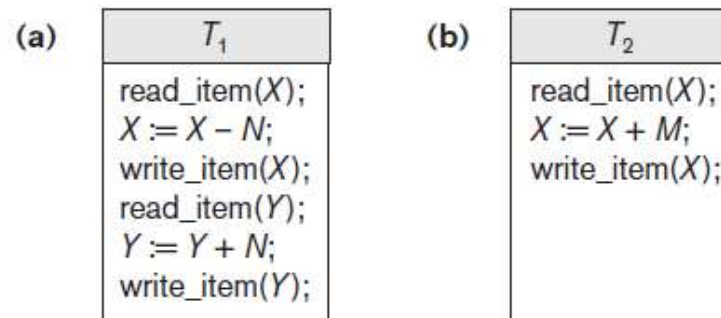 (a)
T₁
read_item(X);
X := X – N;
write_item(X);
read_item(Y);
Y := Y + N;
write_item(Y);
(b)
T₂
read_item(X);
X := X + M;
write_item(X);